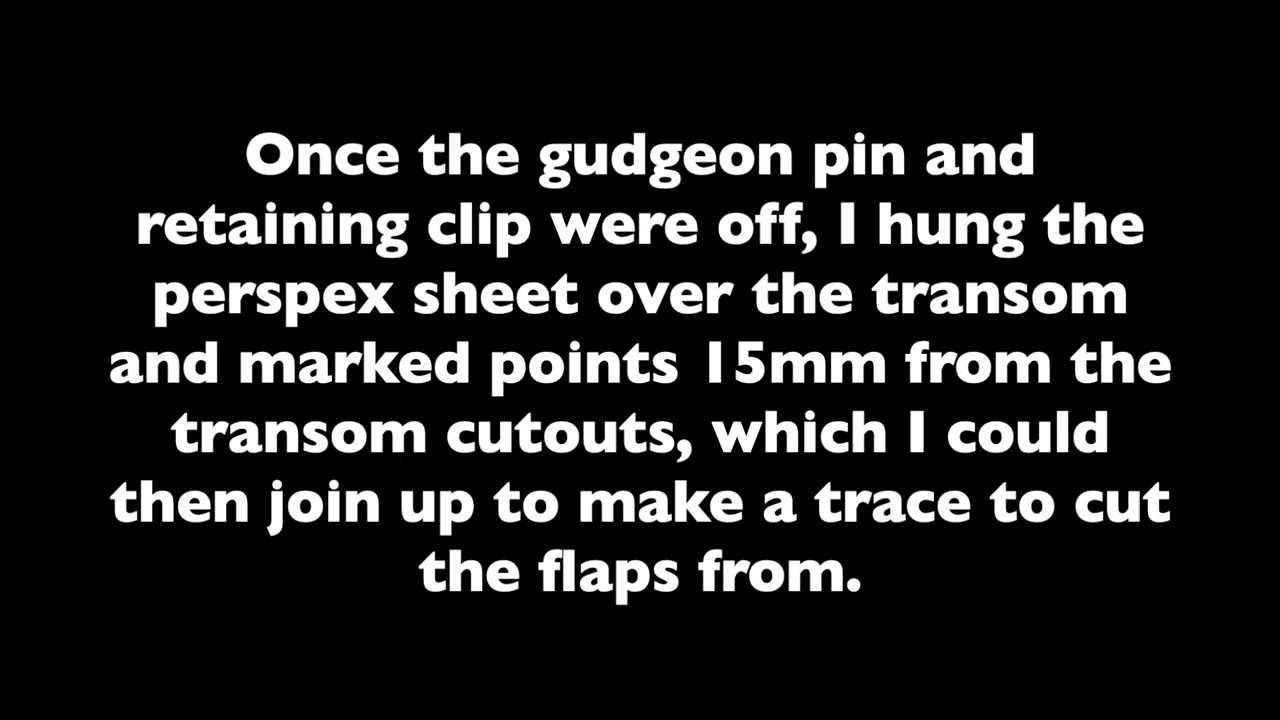 Once the gudgeon pin and
retaining clip were off, I hung the
perspex sheet over the transom
and marked points 15mm from the
transom cutouts, which I could
then join up to make a trace to cut
the flaps from.